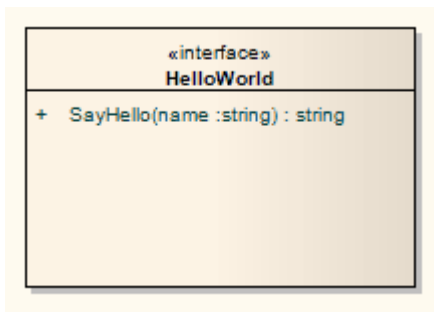 «interface»
HelloWorld
+ SayHello(name :string) : string